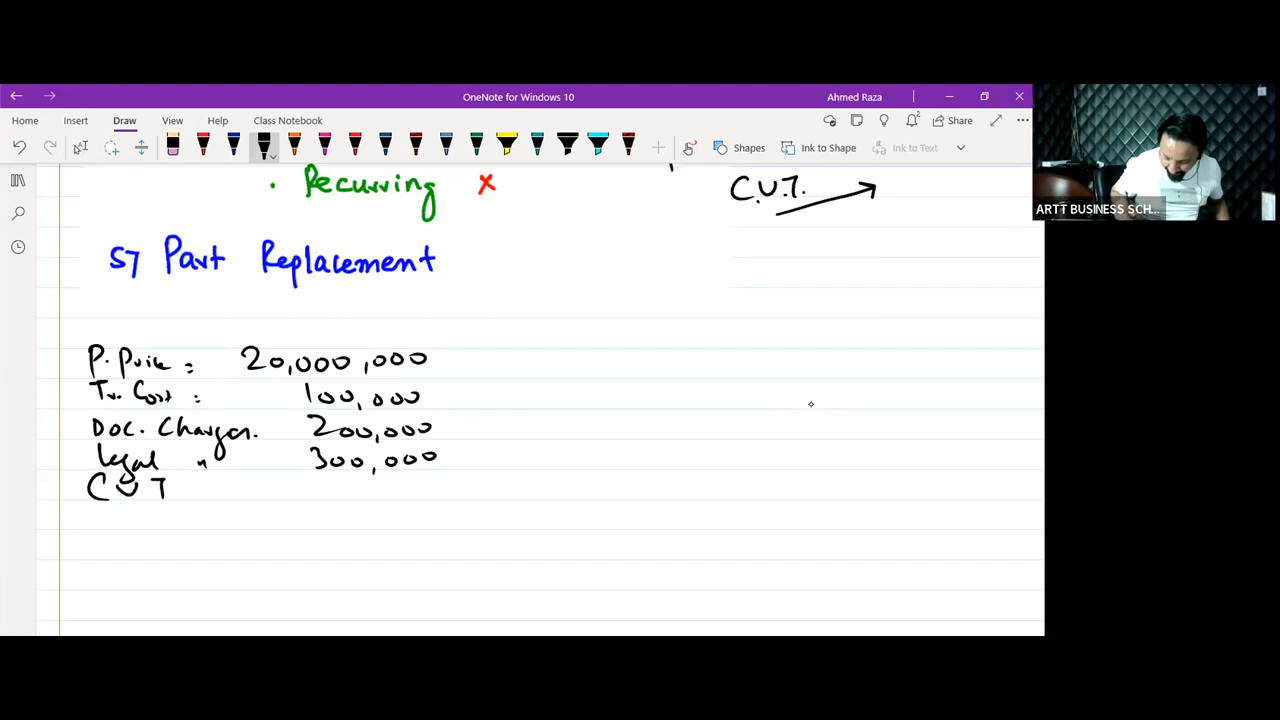 OneNote for Windows 10
Ahmed Raza
Home Insert Draw View Help Class Notebook
Share
Shapes Ink to Shape Ink to Text
ARTT BUSINESS SCH...
. Recurring x
C.V.T.
57 Part Replacement
P. Price = 20,000,000
Tr. Cost = 100,000
Doc. Charges. 200,000
legal " 300,000
C V T